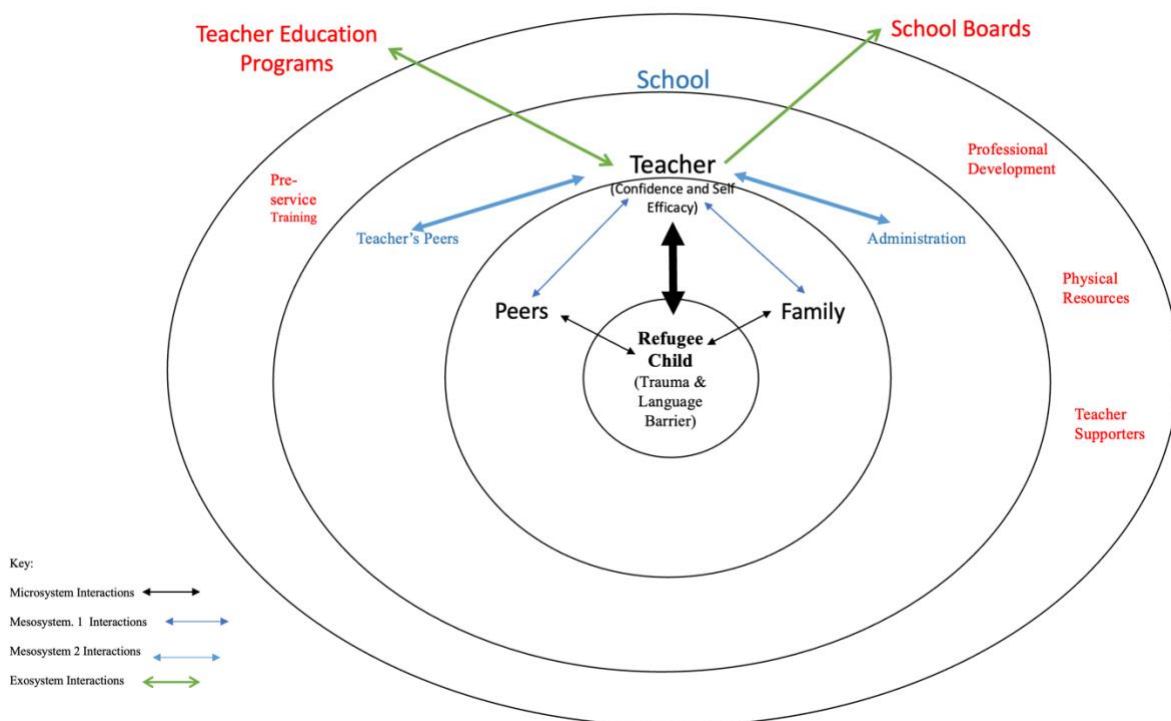 Teacher Education
Programs
School Boards
School
Teacher
(Confidence and Self
Efficacy)
Professional
Development
Pre-
service
Training
Teacher's Peers
Administration
Physical
Resources
Peers
Family
Refugee
Child
(Trauma &
Language
Barrier)
Teacher
Supporters
Key:
Microsystem Interactions
Mesosystem. 1 Interactions
Mesosystem 2 Interactions
Exosystem Interactions